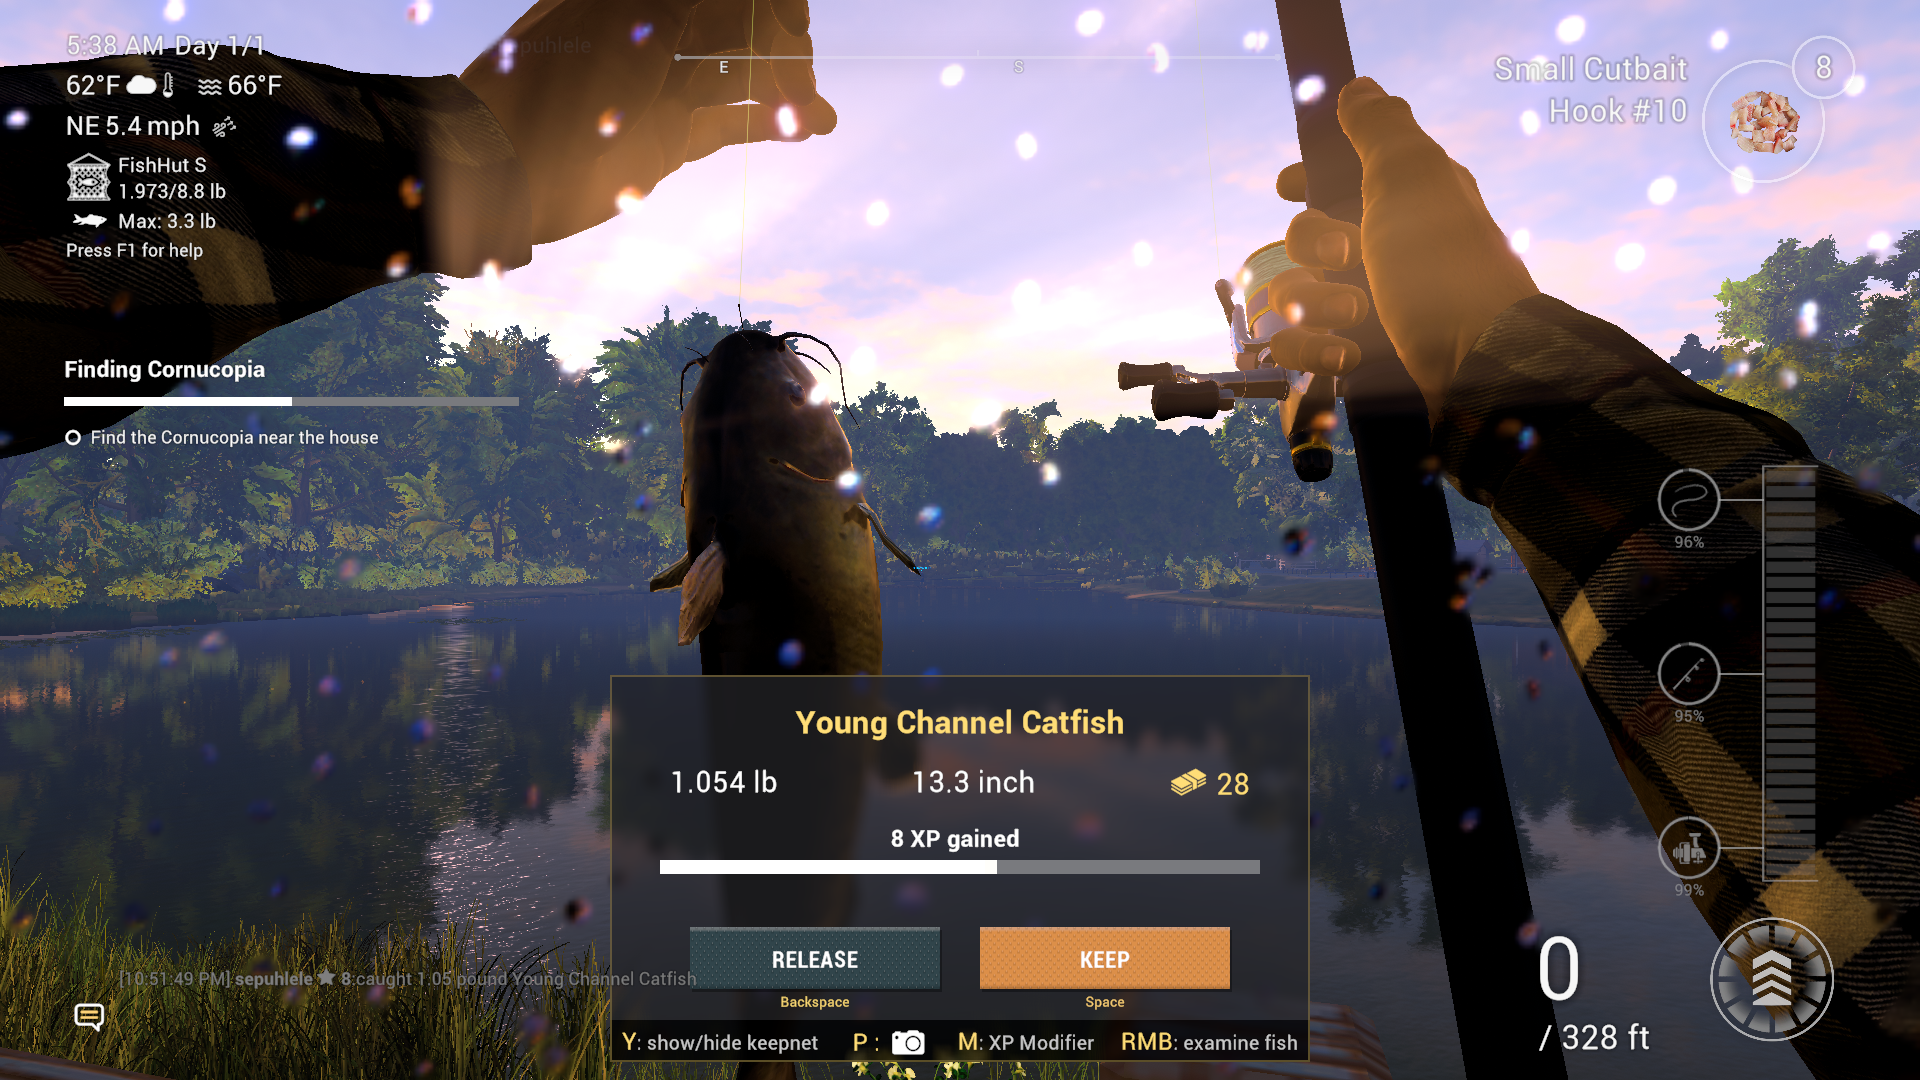 5:38 AM Day 1/1
62°F 66°F
NE 5.4 mph
FishHut S
1.973/8.8 lb
Max: 3.3 lb
Press F1 for help
E
S
Small Cutbait
Hook #10
8
Finding Cornucopia
Find the Cornucopia near the house
96%
95%
99%
Young Channel Catfish
1.054 lb 13.3 inch 28
8 XP gained
RELEASE KEEP
Backspace Space
[10:51:49 PM] sepuhlele 8 caught 1.05 pound Young Channel Catfish
Y: show/hide keepnet P : M: XP Modifier RMB: examine fish
0
/ 328 ft